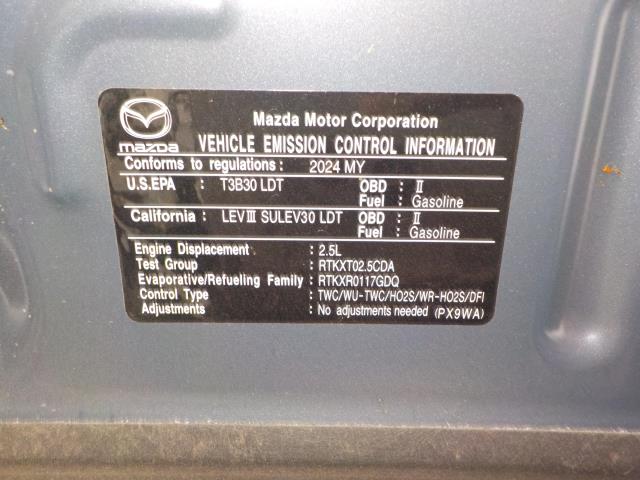 Mazda Motor Corporation
mazda VEHICLE EMISSION CONTROL INFORMATION
Conforms to regulations: 2024 MY
U.S.EPA : T3B30 LDT OBD : II
Fuel : Gasoline
California : LEVIII SULEV30 LDT OBD : II
Fuel : Gasoline
Engine Displacement : 2.5L
Test Group : RTKXT02.5CDA
Evaporative/Refueling Family : RTKXR0117GDQ
Control Type : TWC/WU-TWC/HO2S/WR-HO2S/DFI
Adjustments : No adjustments needed (PX9WA)